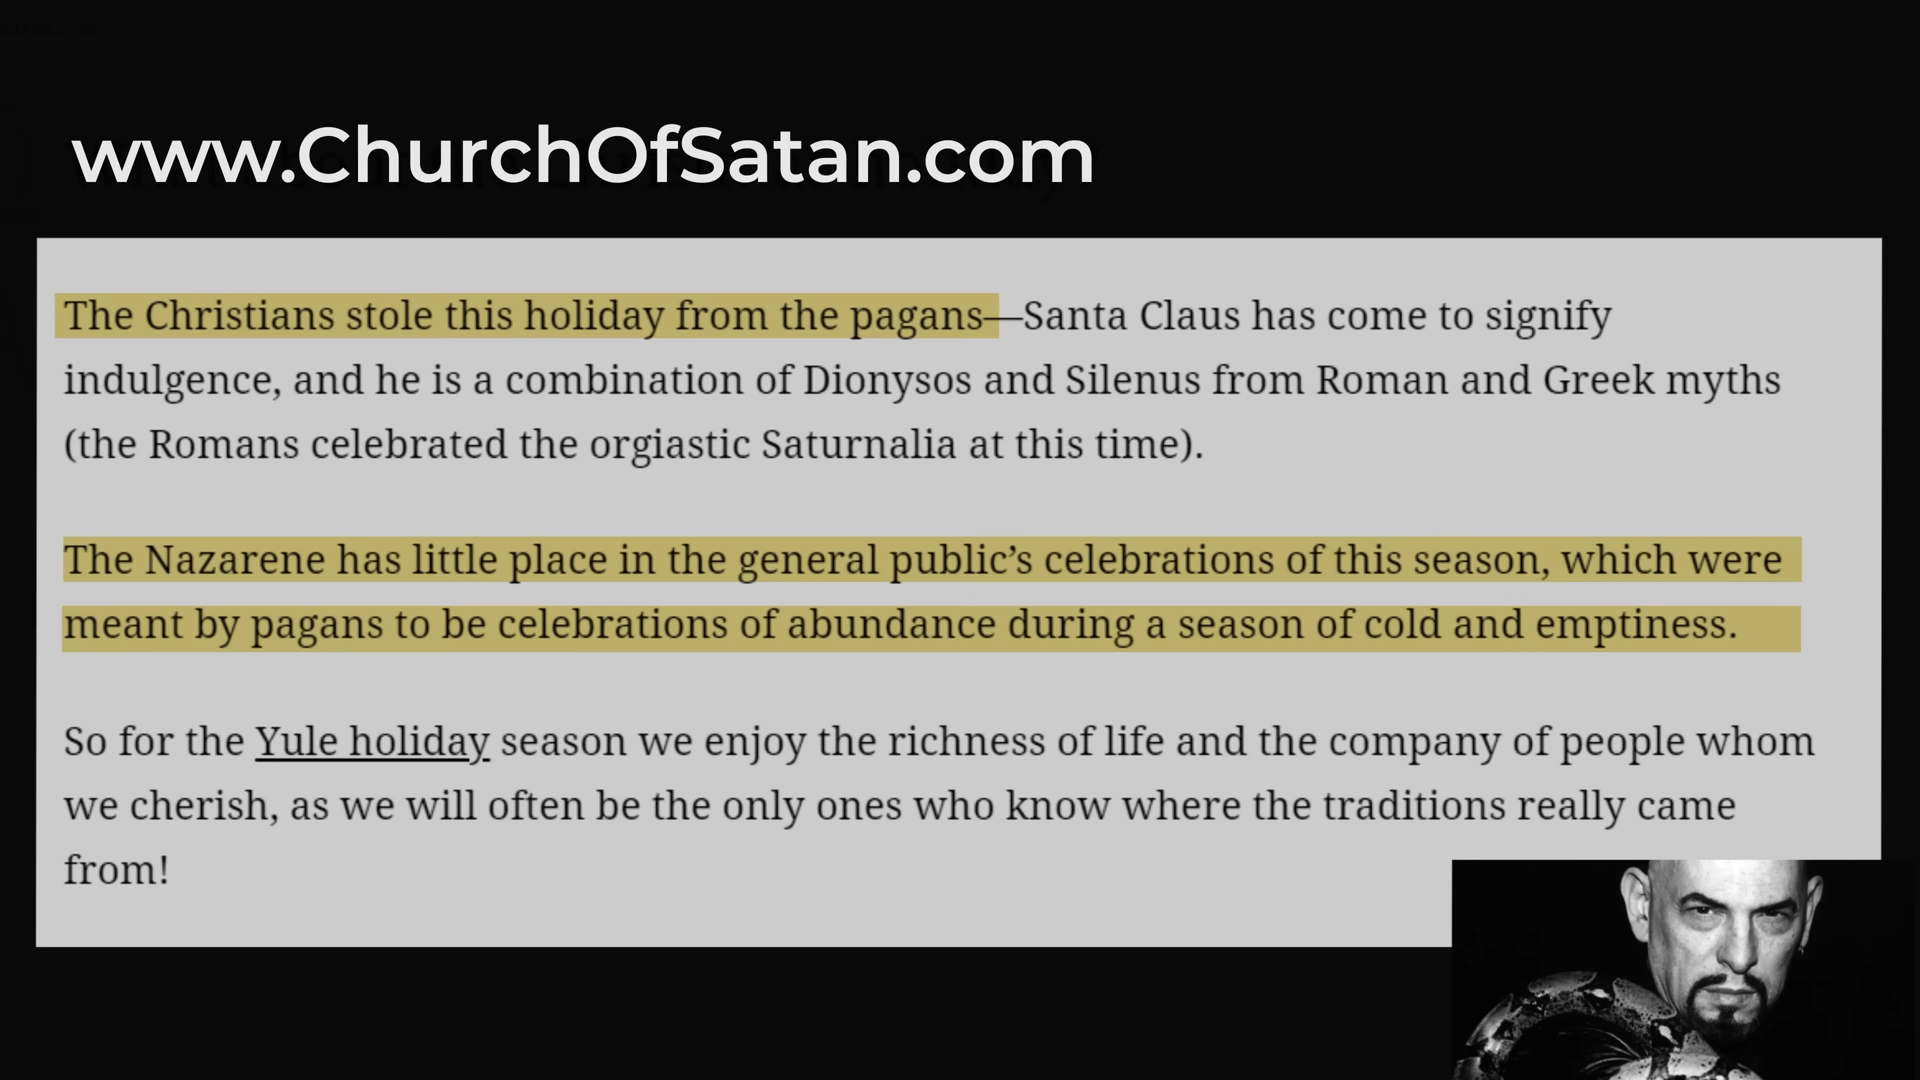 www.ChurchOfSatan.com
The Christians stole this holiday from the pagans—Santa Claus has come to signify
indulgence, and he is a combination of Dionysos and Silenus from Roman and Greek myths
(the Romans celebrated the orgiastic Saturnalia at this time).
The Nazarene has little place in the general public’s celebrations of this season, which were
meant by pagans to be celebrations of abundance during a season of cold and emptiness.
So for the Yule holiday season we enjoy the richness of life and the company of people whom
we cherish, as we will often be the only ones who know where the traditions really came
from!